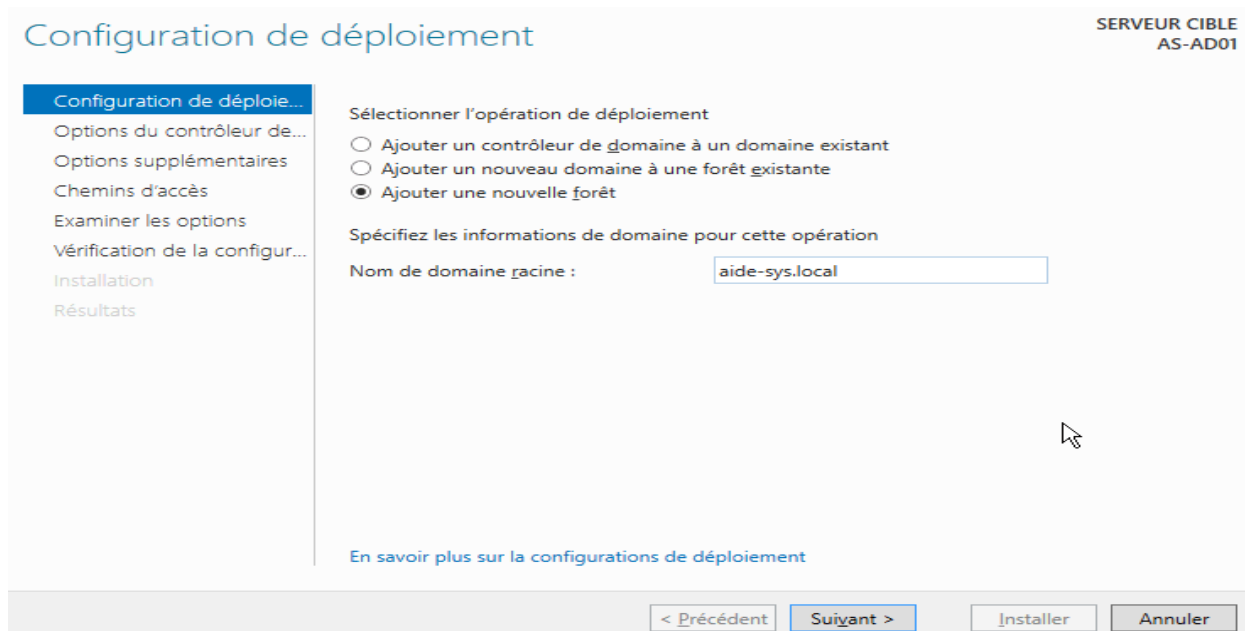 Configuration de déploiement
SERVEUR CIBLE
AS-AD01
Configuration de déploie...
Options du contrôleur de...
Options supplémentaires
Chemins d'accès
Examiner les options
Vérification de la configur...
Installation
Résultats
Sélectionner l'opération de déploiement
Ajouter un contrôleur de domaine à un domaine existant
Ajouter un nouveau domaine à une forêt existante
Ajouter une nouvelle forêt
Spécifiez les informations de domaine pour cette opération
Nom de domaine racine : aide-sys.local
En savoir plus sur la configurations de déploiement
< Précédent Suivant > Installer Annuler